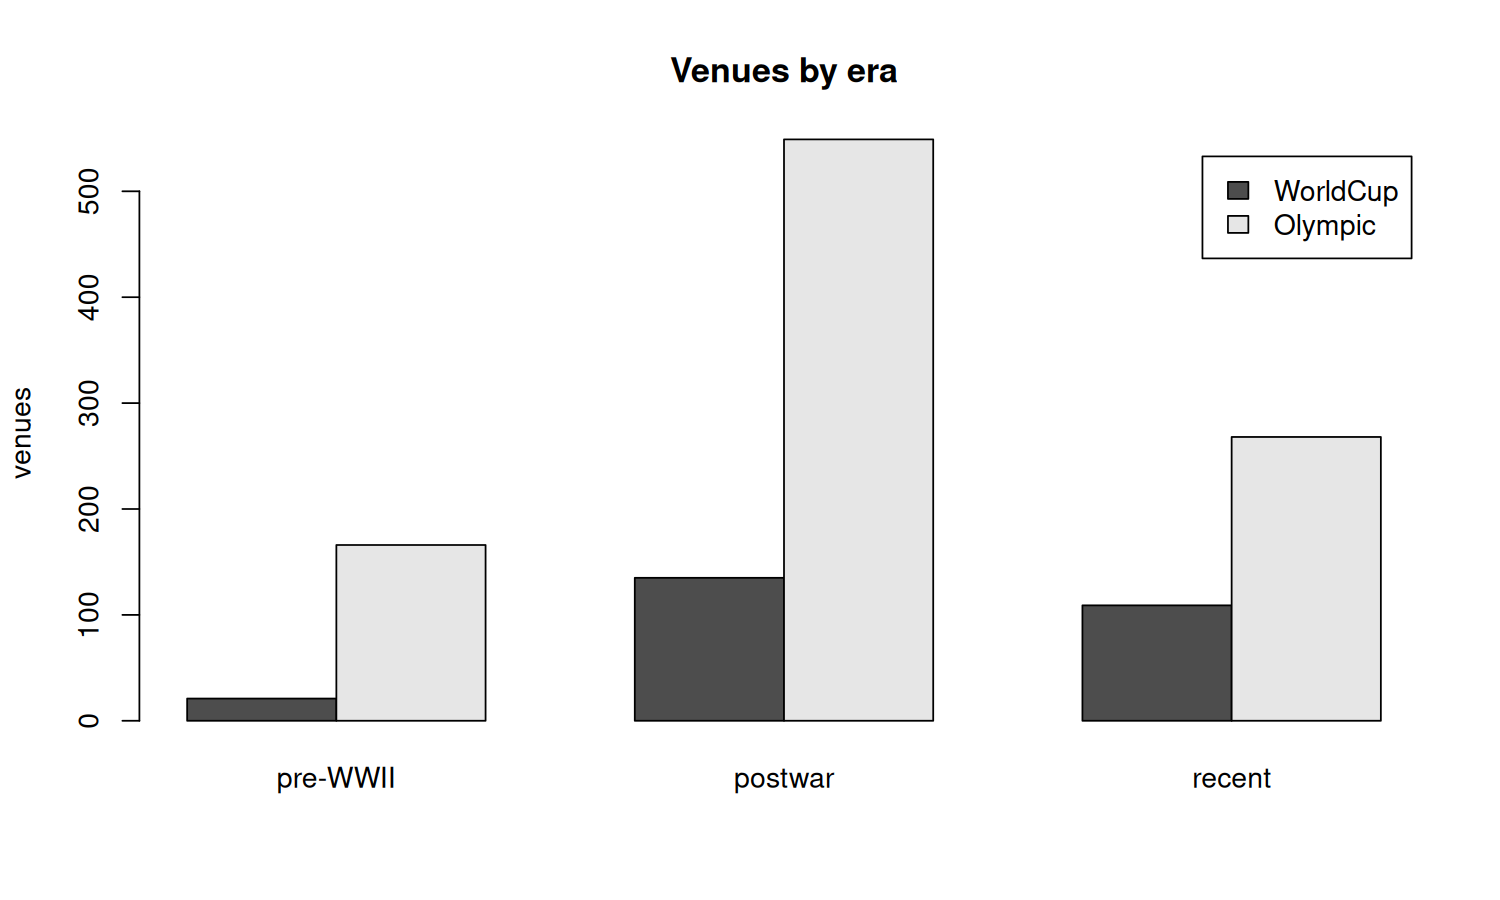 Venues by era
WorldCup
Olympic
venues
500
400
300
200
100
0
pre-WWII
postwar
recent